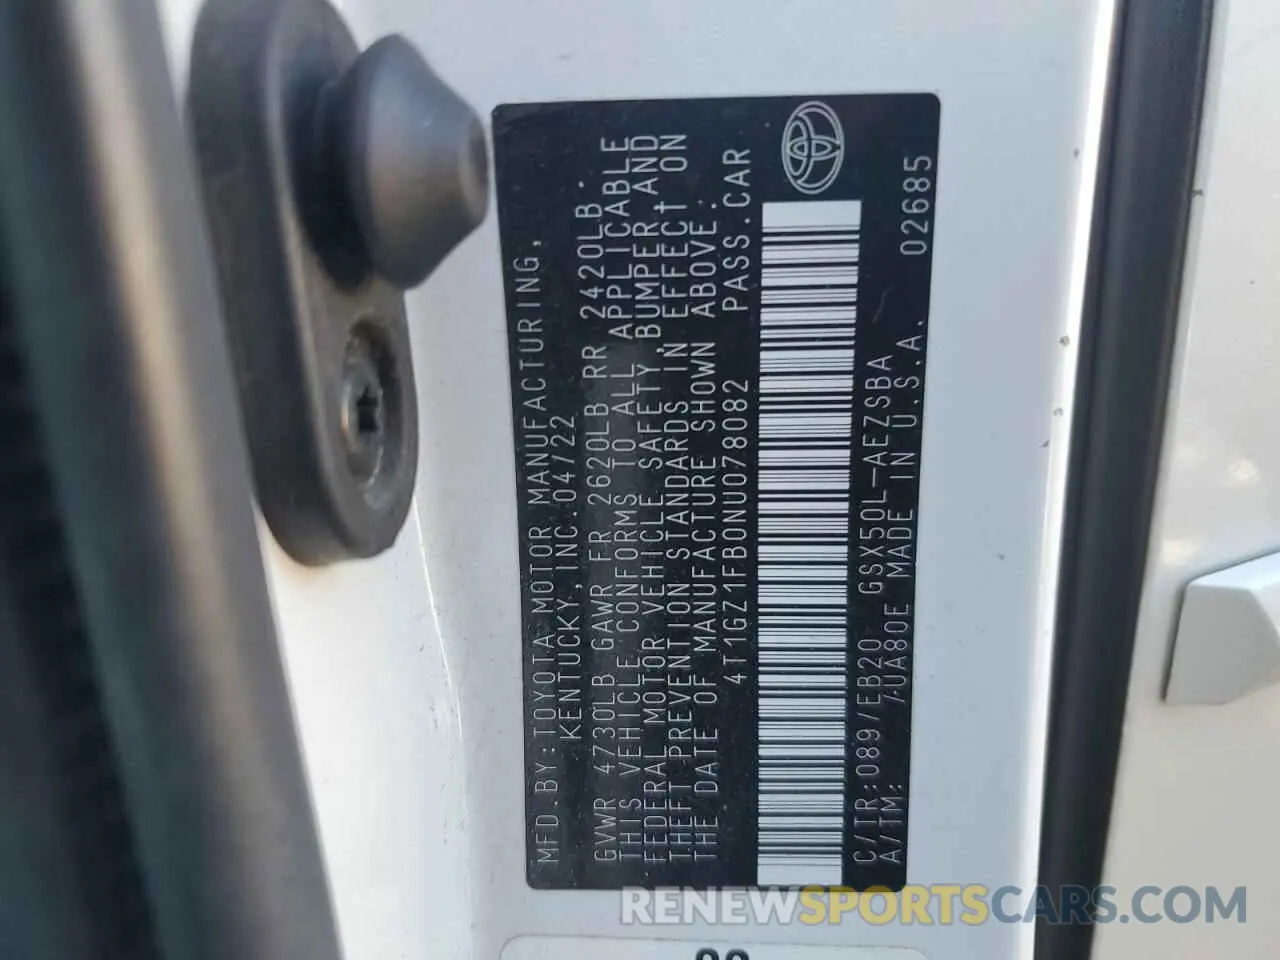 MFD.BY:TOYOTA MOTOR MANUFACTURING,
KENTUCKY,INC.04/22
GVWR 4730LB GAWR FR 2620LB RR 2420LB.
THIS VEHICLE CONFORMS TO ALL APPLICABLE
FEDERAL MOTOR VEHICLE SAFETY,BUMPER,AND
THEFT PREVENTION STANDARDS IN EFFECT ON
THE DATE OF MANUFACTURE SHOWN ABOVE.
4T1GZ1FB0NU078082 PASS.CAR
C/TR:089/EB20 GSX50L-AEZSBA
A/TM: /UA80E MADE IN U.S.A. 02685
RENEWSPORTSCARS.COM